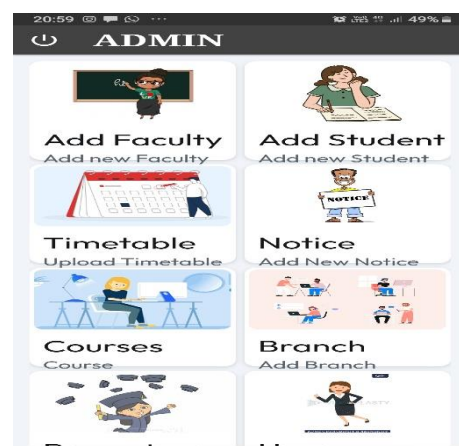 20:59 49%
ADMIN
Add Faculty
Add new Faculty
Add Student
Add new Student
Timetable
Upload Timetable
NOTICE
Notice
Add New Notice
Courses
Course
Branch
Add Branch